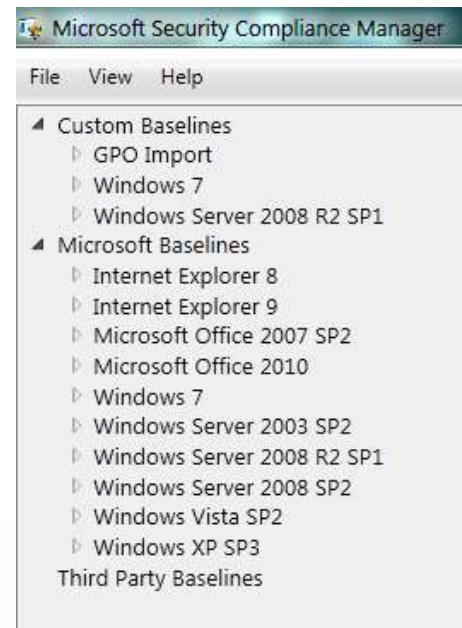 Microsoft Security Compliance Manager
File View Help
Custom Baselines
GPO Import
Windows 7
Windows Server 2008 R2 SP1
Microsoft Baselines
Internet Explorer 8
Internet Explorer 9
Microsoft Office 2007 SP2
Microsoft Office 2010
Windows 7
Windows Server 2003 SP2
Windows Server 2008 R2 SP1
Windows Server 2008 SP2
Windows Vista SP2
Windows XP SP3
Third Party Baselines